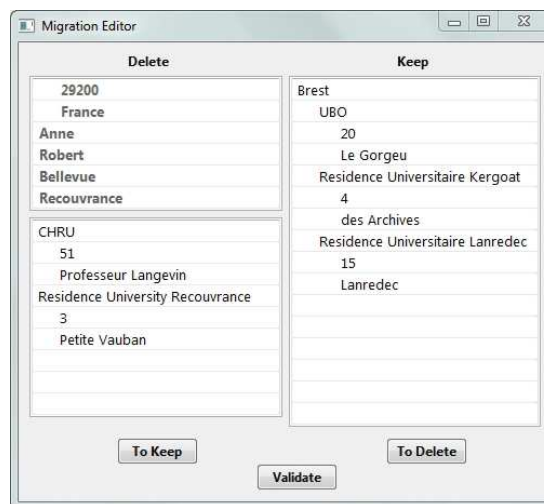 Migration Editor
Delete
29200
France
Anne
Robert
Bellevue
Recouvrance
CHRU
51
Professeur Langevin
Residence University Recouvrance
3
Petite Vauban
To Keep
Keep
Brest
UBO
20
Le Gorgeu
Residence Universitaire Kergoat
4
des Archives
Residence Universitaire Lanredec
15
Lanredec
To Delete
Validate